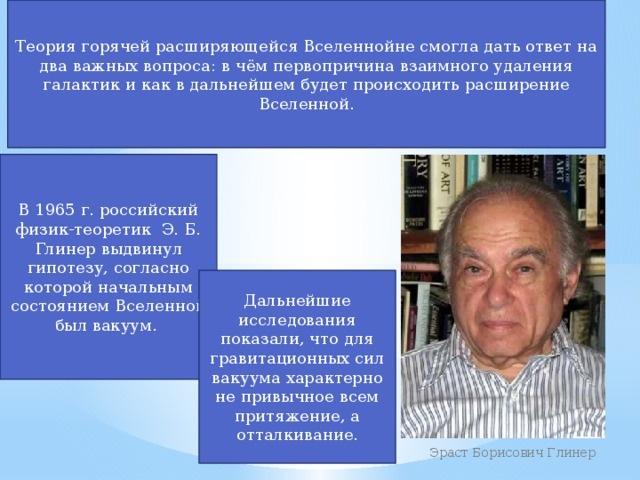 Теория горячей расширяющейся Вселеннойне смогла дать ответ на
два важных вопроса: в чём первопричина взаимного удаления
галактик и как в дальнейшем будет происходить расширение
Вселенной.
В 1965 г. российский
физик-теоретик Э. Б.
Глинер выдвинул
гипотезу, согласно
которой начальным
состоянием Вселенной
был вакуум.
Дальнейшие
исследования
показали, что для
гравитационных сил
вакуума характерно
не привычное всем
притяжение, а
отталкивание.
Эраст Борисович Глинер